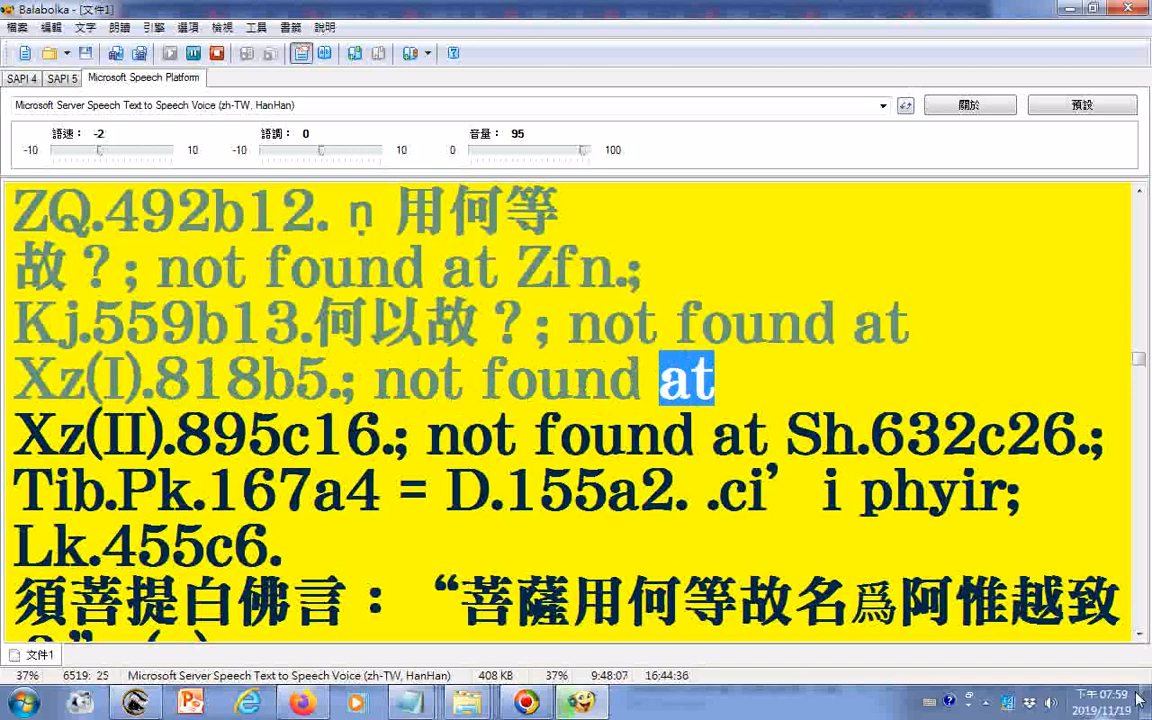 Balabolka - [文件1]
檔案 編輯 文字 朗讀 引擎 選項 檢視 工具 書籤 說明
SAPI 4 SAPI 5 Microsoft Speech Platform
Microsoft Server Speech Text to Speech Voice (zh-TW, HanHan) 關於 預設
語速： -2 語調： 0 音量： 95
-10 10 -10 10 0 100
ZQ.492b12. ṇ 用何等
故？; not found at Zfn.;
Kj.559b13.何以故？; not found at
Xz(I).818b5.; not found at
Xz(II).895c16.; not found at Sh.632c26.;
Tib.Pk.167a4 = D.155a2. .ci’i phyir;
Lk.455c6.
須菩提白佛言：“菩薩用何等故名爲阿惟越致
文件1
37% 6519: 25 Microsoft Server Speech Text to Speech Voice (zh-TW, HanHan) 408 KB 37% 9:48:07 16:44:36
下午 07:59
2019/11/19